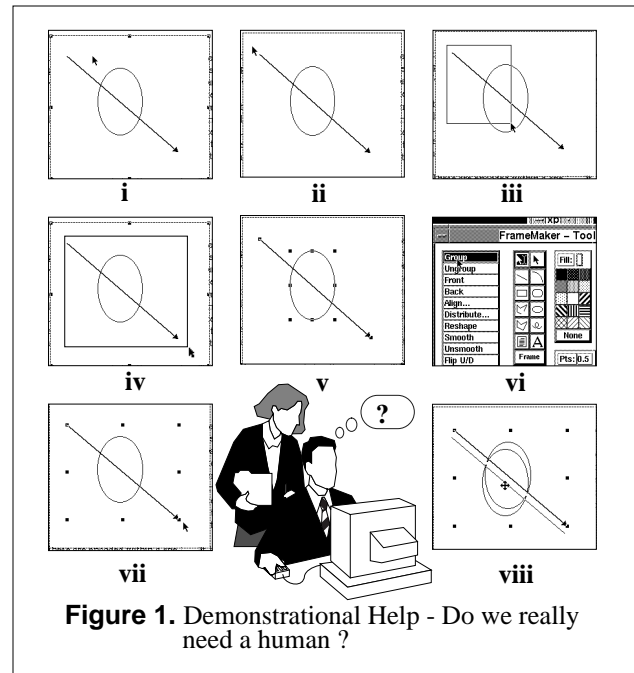 i
ii
iii
iv
v
FrameMaker – Tool
Group
Ungroup
Front
Back
Align...
Distribute...
Reshape
Smooth
Unsmooth
Flip U/D
A
Frame
Fill:
None
Pts: 0.5
vi
?
vii
viii
Figure 1. Demonstrational Help - Do we really
need a human ?